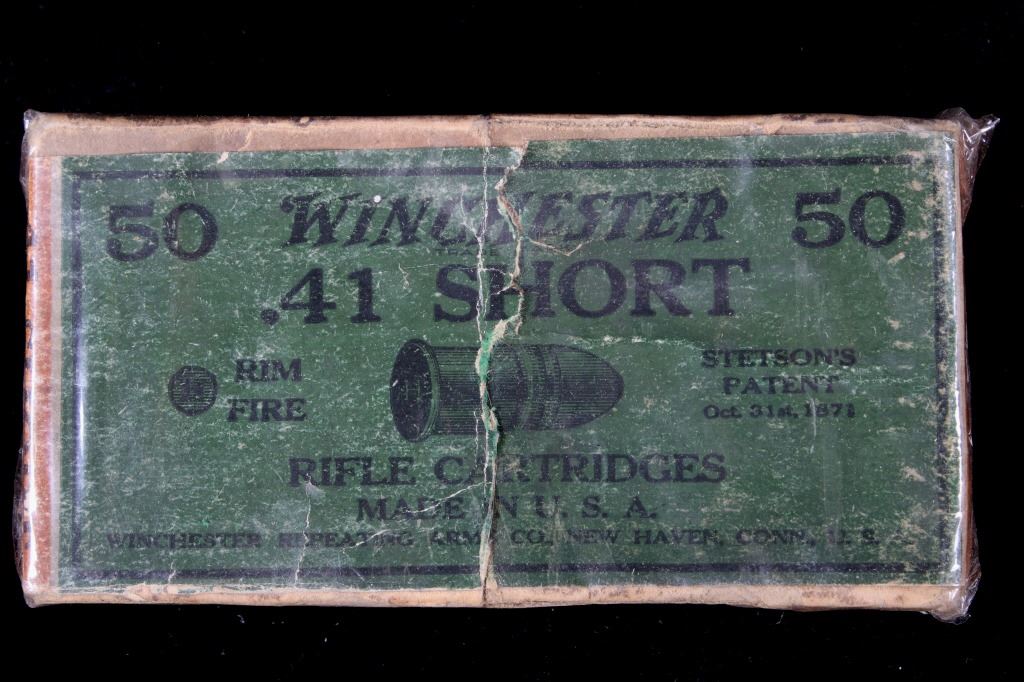 50 WINCHESTER 50
.41 SHORT
RIM
FIRE
STETSON'S
PATENT
Oct. 31st, 1871
RIFLE CARTRIDGES
MADE IN U. S. A.
WINCHESTER REPEATING ARMS CO., NEW HAVEN, CONN., U. S.